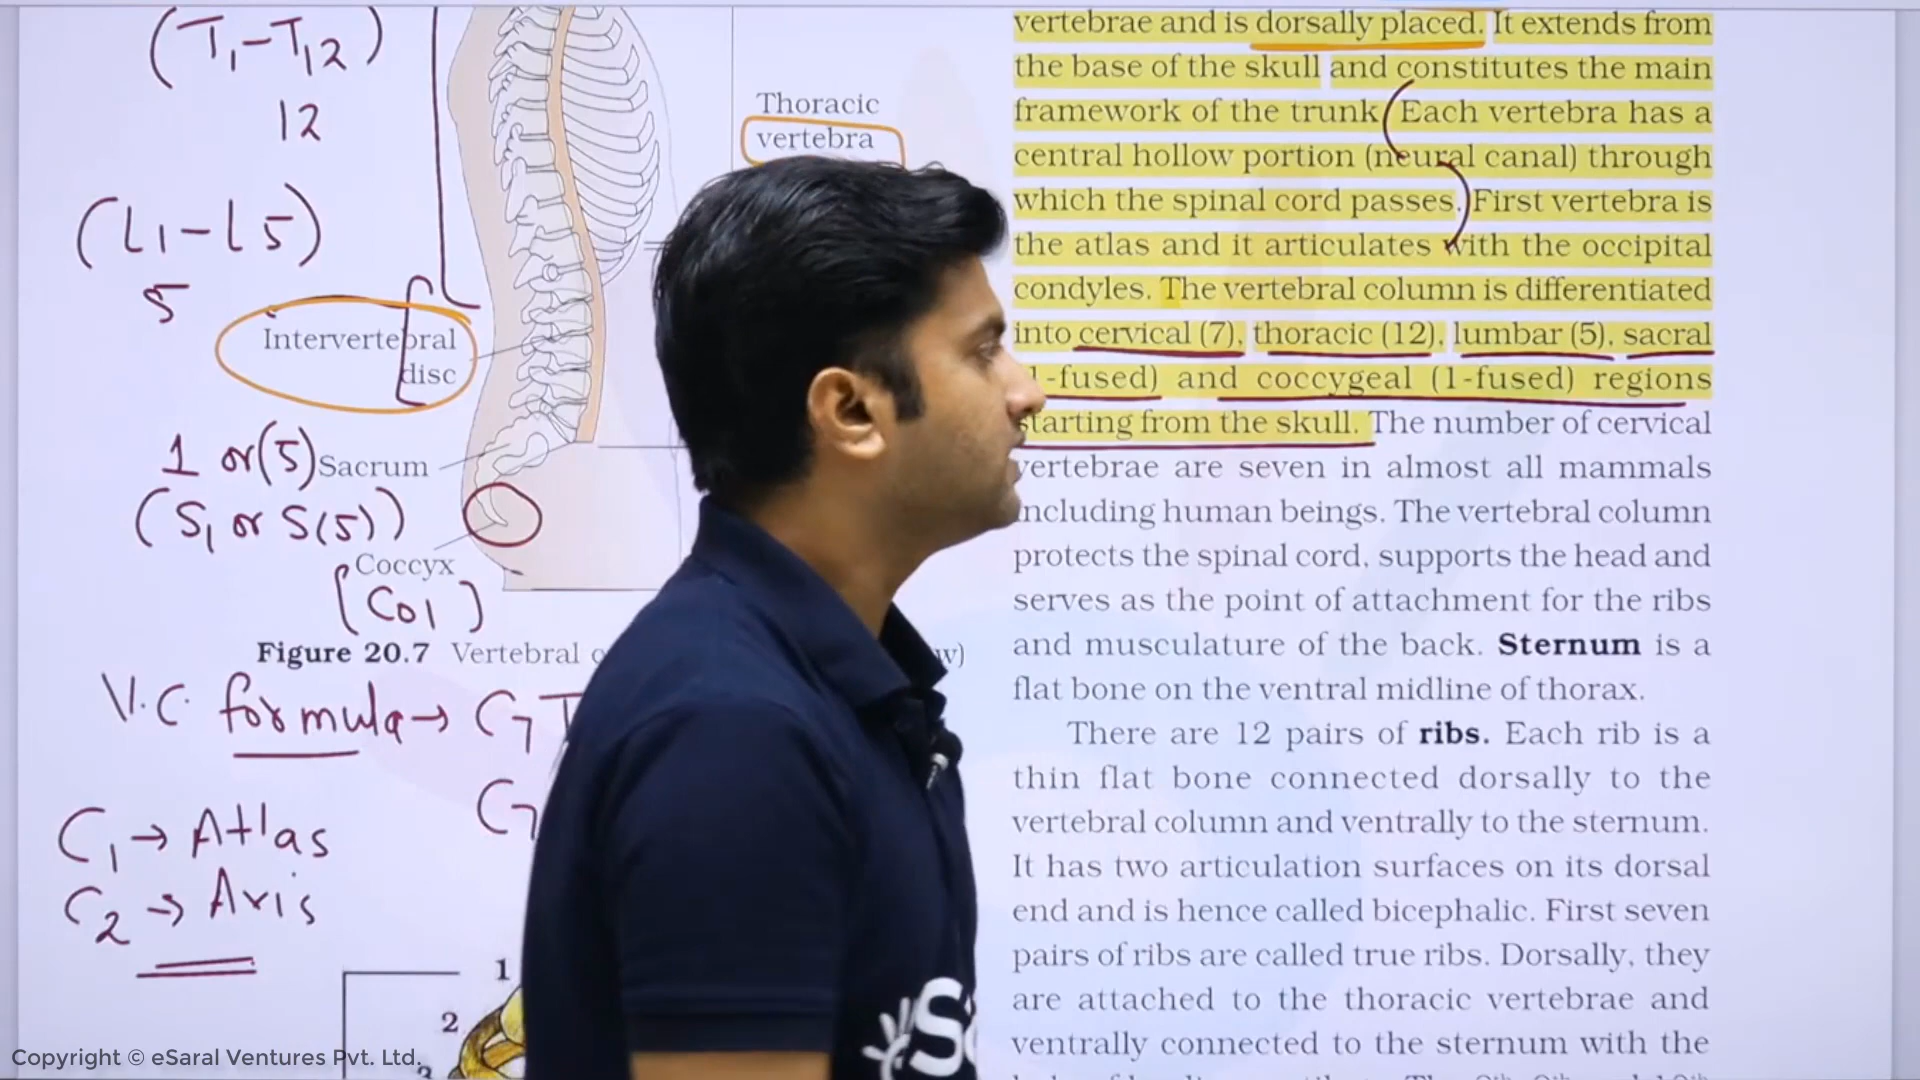 (T1-T12)
12
(L1-L5)
5
Intervertebral
disc
1 or(5) Sacrum
(S1 or S(5))
Coccyx
(Co1)
Figure 20.7 Vertebral
w)
V.C. formula→ C7 T
C7
C1→ Atlas
C2→ Axis
1
2
3
Thoracic
vertebra
vertebrae and is dorsally placed. It extends from
the base of the skull and constitutes the main
framework of the trunk. Each vertebra has a
central hollow portion (neural canal) through
which the spinal cord passes. First vertebra is
the atlas and it articulates with the occipital
condyles. The vertebral column is differentiated
into cervical (7), thoracic (12), lumbar (5), sacral
1-fused) and coccygeal (1-fused) regions
starting from the skull. The number of cervical
vertebrae are seven in almost all mammals
including human beings. The vertebral column
protects the spinal cord, supports the head and
serves as the point of attachment for the ribs
and musculature of the back. Sternum is a
flat bone on the ventral midline of thorax.
There are 12 pairs of ribs. Each rib is a
thin flat bone connected dorsally to the
vertebral column and ventrally to the sternum.
It has two articulation surfaces on its dorsal
end and is hence called bicephalic. First seven
pairs of ribs are called true ribs. Dorsally, they
are attached to the thoracic vertebrae and
ventrally connected to the sternum with the
Copyright © eSaral Ventures Pvt. Ltd.